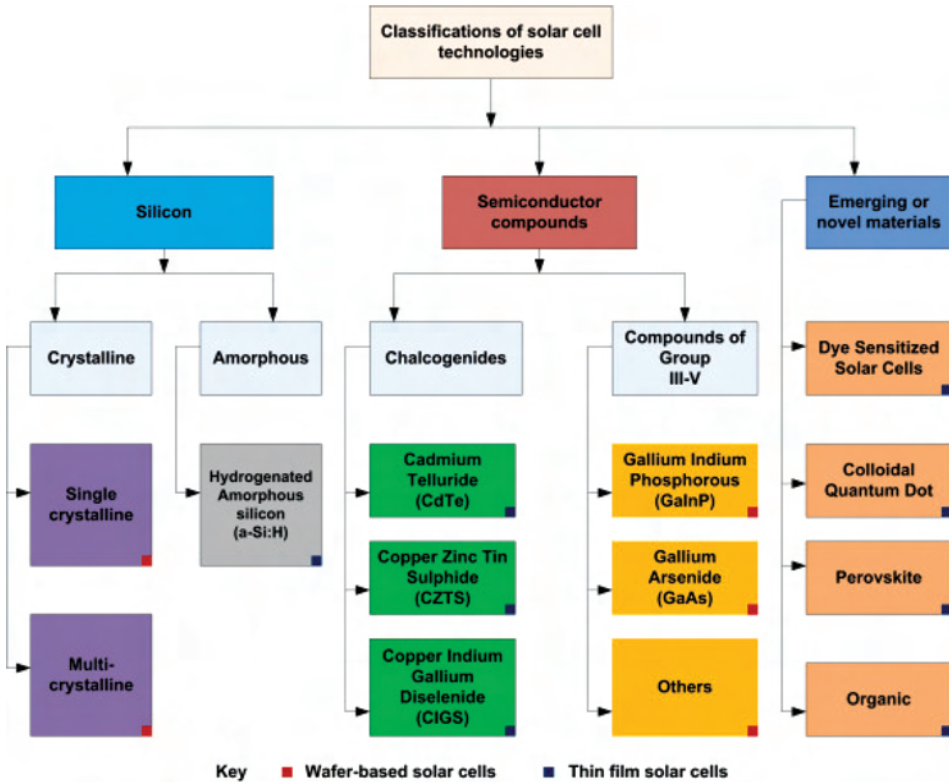 Classifications of solar cell
technologies
Silicon
Semiconductor
compounds
Emerging or
novel materials
Crystalline
Amorphous
Chalcogenides
Compounds of
Group
III-V
Dye Sensitized
Solar Cells
Single
crystalline
Hydrogenated
Amorphous
silicon
(a-Si:H)
Cadmium
Telluride
(CdTe)
Gallium Indium
Phosphorous
(GaInP)
Colloidal
Quantum Dot
Copper Zinc Tin
Sulphide
(CZTS)
Gallium
Arsenide
(GaAs)
Perovskite
Multi-
crystalline
Copper Indium
Gallium
Diselenide
(CIGS)
Others
Organic
Key Wafer-based solar cells Thin film solar cells